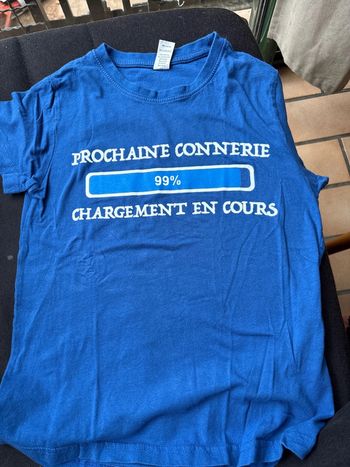 PROCHAINE CONNERIE
99%
CHARGEMENT EN COURS